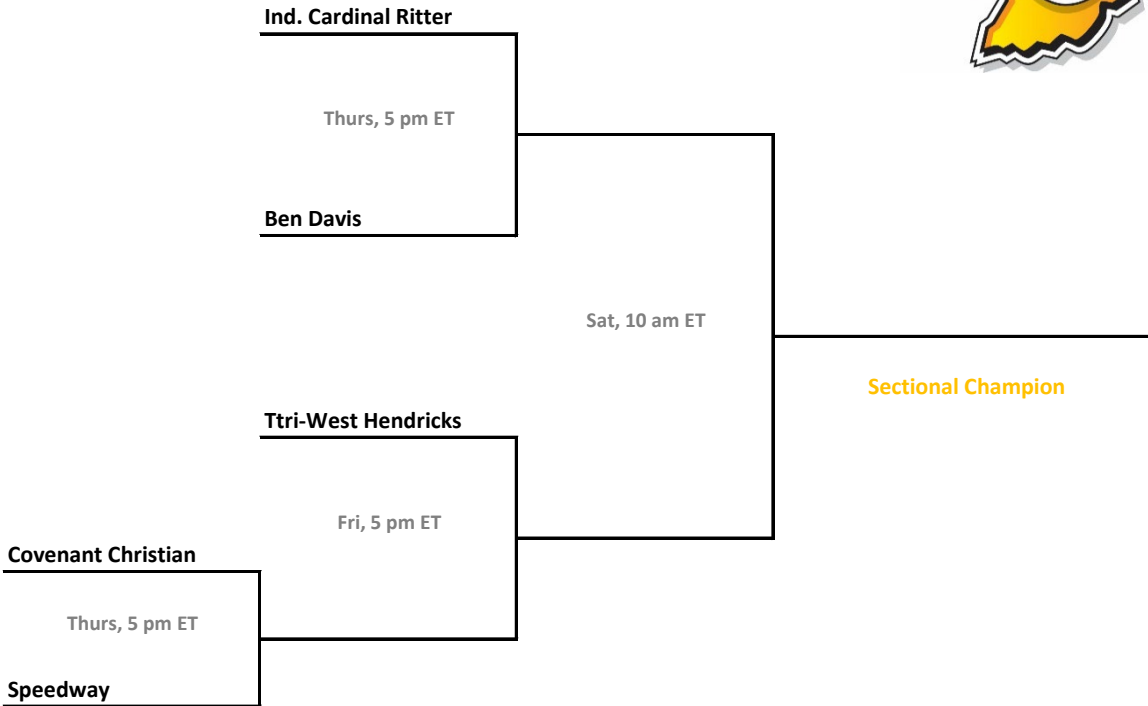 Ind. Cardinal Ritter
Thurs, 5 pm ET
Ben Davis
Sat, 10 am ET
Sectional Champion
Ttri-West Hendricks
Fri, 5 pm ET
Covenant Christian
Thurs, 5 pm ET
Speedway